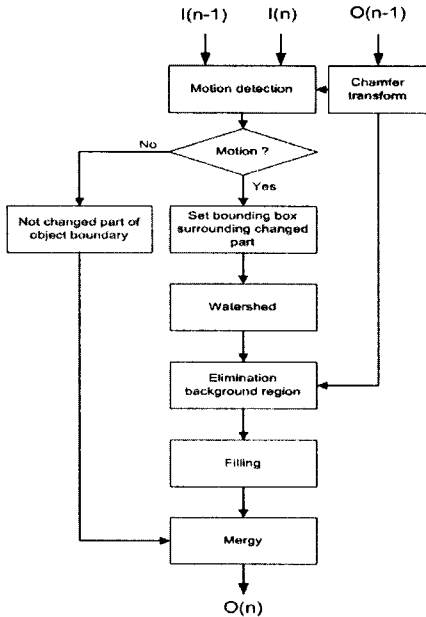 I(n-1) I(n) O(n-1)
Motion detection
Chamfer
transform
Motion ?
No
Yes
Not changed part of
object boundary
Set bounding box
surrounding changed
part
Watershed
Elimination
background region
Filling
Mergy
O(n)